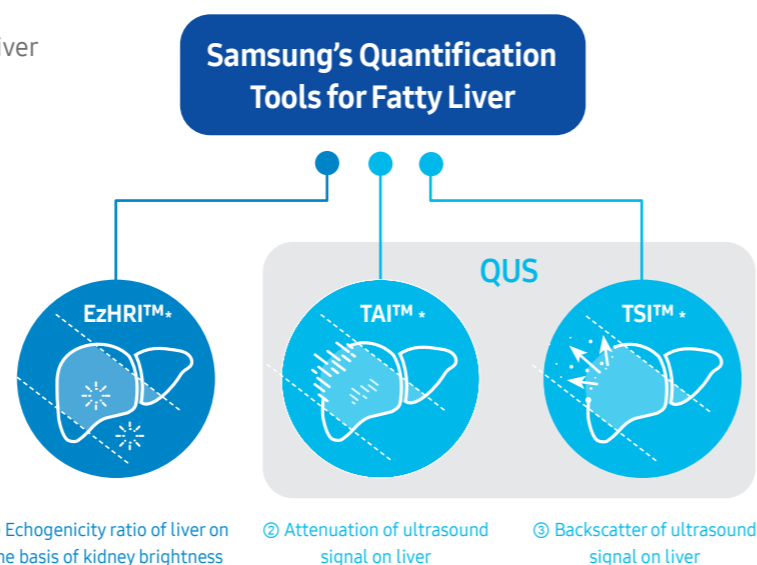 iver
Samsung's Quantification
Tools for Fatty Liver
QUS
EzHRI™*
TAI™ *
TSI™ *
Echogenicity ratio of liver on
he basis of kidney brightness
② Attenuation of ultrasound
signal on liver
③ Backscatter of ultrasound
signal on liver